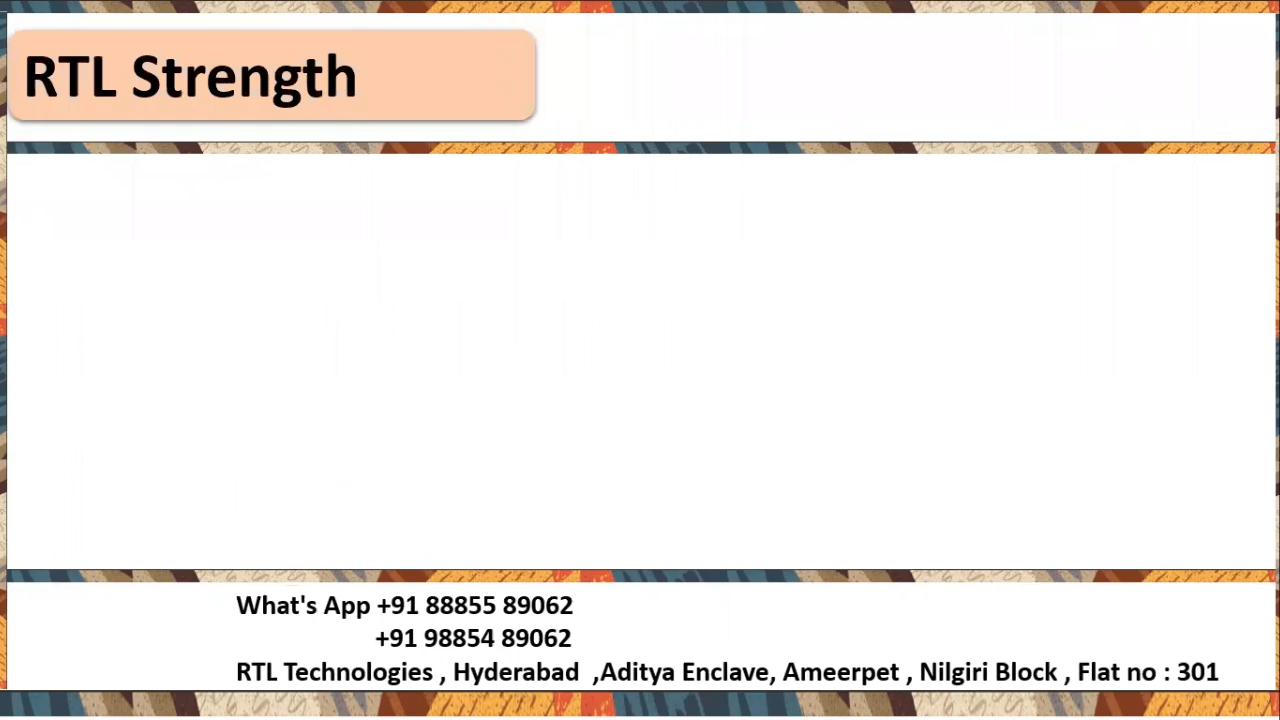 RTL Strength
What's App +91 88855 89062
+91 98854 89062
RTL Technologies , Hyderabad ,Aditya Enclave, Ameerpet , Nilgiri Block , Flat no : 301